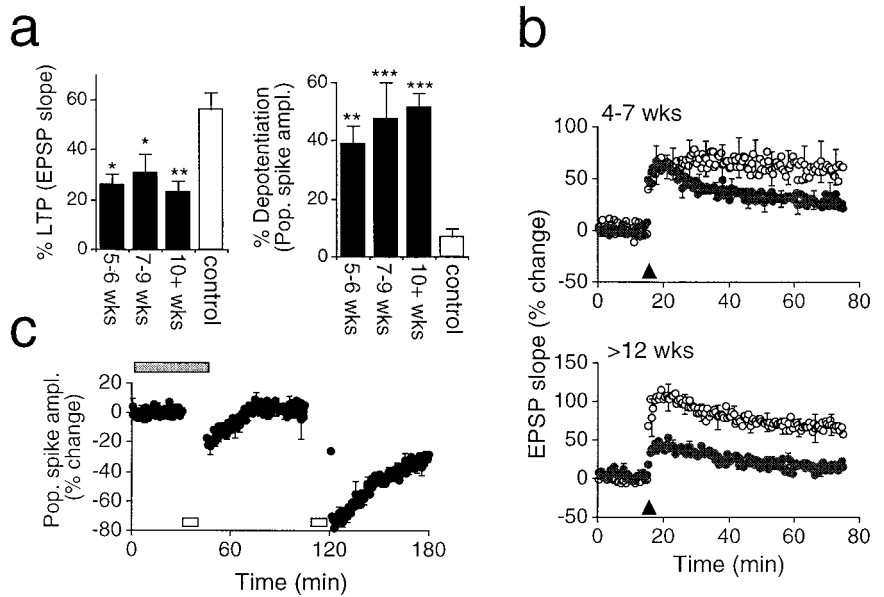 a
% LTP (EPSP slope)
60
40
20
0
*
*
**
5-6 wks
7-9 wks
10+ wks
control
% Depotentiation
(Pop. spike ampl.)
60
40
20
0
**
***
***
5-6 wks
7-9 wks
10+ wks
control
b
EPSP slope (% change)
4-7 wks
100
50
0
-50
0
20
40
60
80
>12 wks
150
100
50
0
-50
0
20
40
60
80
Time (min)
c
Pop. spike ampl.
(% change)
20
0
-20
-40
-60
-80
0
60
120
180
Time (min)